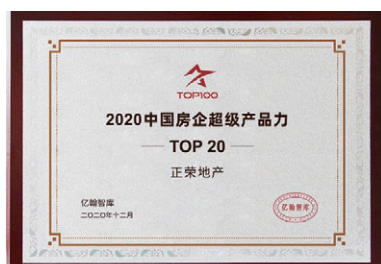 TOP100
2020中国房企超级产品力
TOP 20
正荣地产
亿翰智库
二〇二〇年十二月
亿翰智库